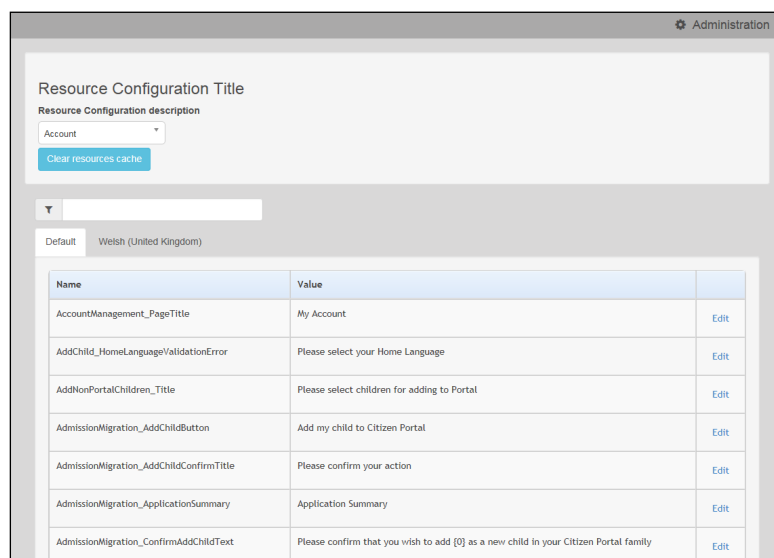 Administration
Resource Configuration Title
Resource Configuration description
Account
Clear resources cache
Default Welsh (United Kingdom)
Name Value
AccountManagement_PageTitle My Account Edit
AddChild_HomeLanguageValidationError Please select your Home Language Edit
AddNonPortalChildren_Title Please select children for adding to Portal Edit
AdmissionMigration_AddChildButton Add my child to Citizen Portal Edit
AdmissionMigration_AddChildConfirmTitle Please confirm your action Edit
AdmissionMigration_ApplicationSummary Application Summary Edit
AdmissionMigration_ConfirmAddChildText Please confirm that you wish to add {0} as a new child in your Citizen Portal family Edit